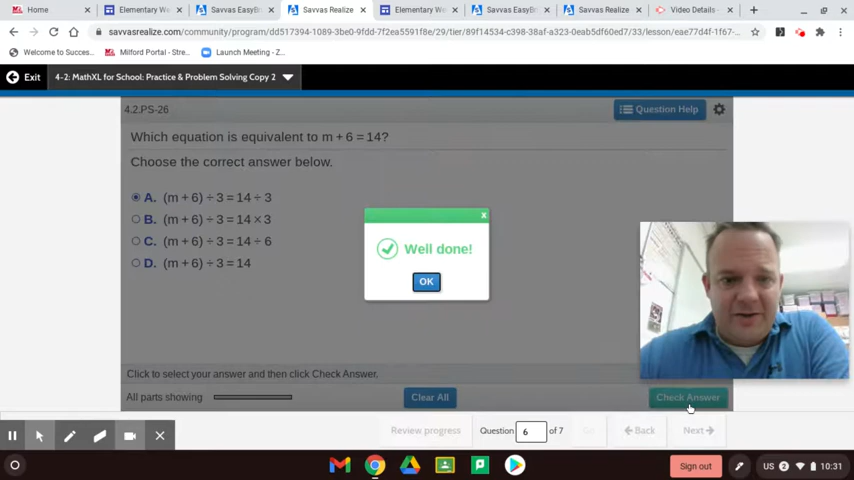 Home
Elementary We
Savvas EasyBri
Savvas Realize
Elementary We
Savvas EasyBri
Savvas Realize
Video Details -
savvasrealize.com/community/program/dd517394-1089-3be0-9fdd-7f2ea5591f8e/29/tier/89f14534-c398-38af-a323-0eab5df60ed7/33/lesson/eae77d4f-1f67-...
Welcome to Succes...
Milford Portal - Stre...
Launch Meeting - Z...
Exit
4-2: MathXL for School: Practice & Problem Solving Copy 2
4.2.PS-26
Question Help
Which equation is equivalent to m + 6 = 14?
Choose the correct answer below.
A. (m + 6) ÷ 3 = 14 ÷ 3
B. (m + 6) ÷ 3 = 14 × 3
C. (m + 6) ÷ 3 = 14 ÷ 6
D. (m + 6) ÷ 3 = 14
x
Well done!
OK
Click to select your answer and then click Check Answer.
All parts showing
Clear All
Check Answer
Review progress
Question 6 of 7
Go
Back
Next
Sign out
US 2 10:31